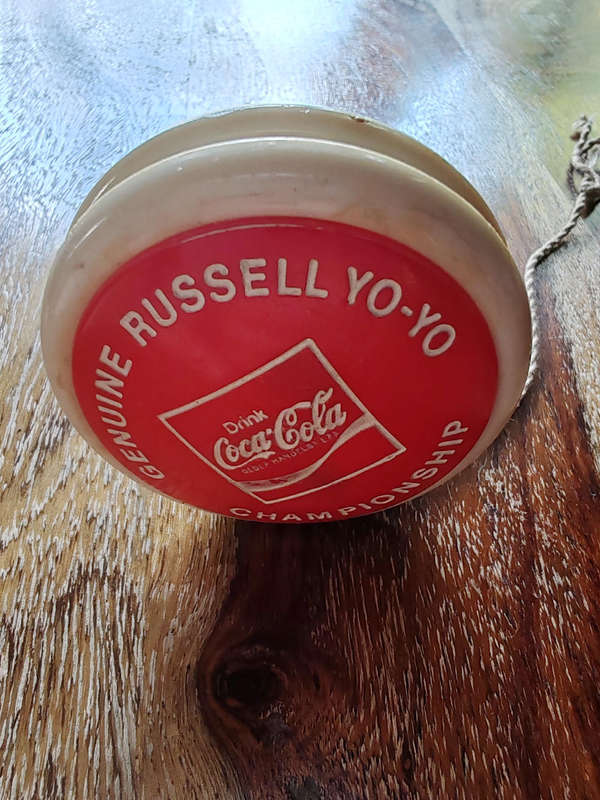 GENUINE RUSSELL YO-YO
Drink
Coca-Cola
CHAMPIONSHIP